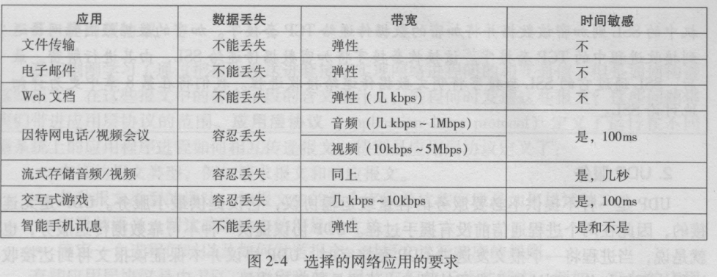 应用 数据丢失 带宽 时间敏感
文件传输 不能丢失 弹性 不
电子邮件 不能丢失 弹性 不
Web 文档 不能丢失 弹性（几 kbps） 不
因特网电话/视频会议 容忍丢失 音频（几 kbps ~ 1Mbps） 是，100ms
视频（10kbps ~ 5Mbps）
流式存储音频/视频 容忍丢失 同上 是，几秒
交互式游戏 容忍丢失 几 kbps ~ 10kbps 是，100ms
智能手机讯息 不能丢失 弹性 是和不是
图 2-4 选择的网络应用的要求